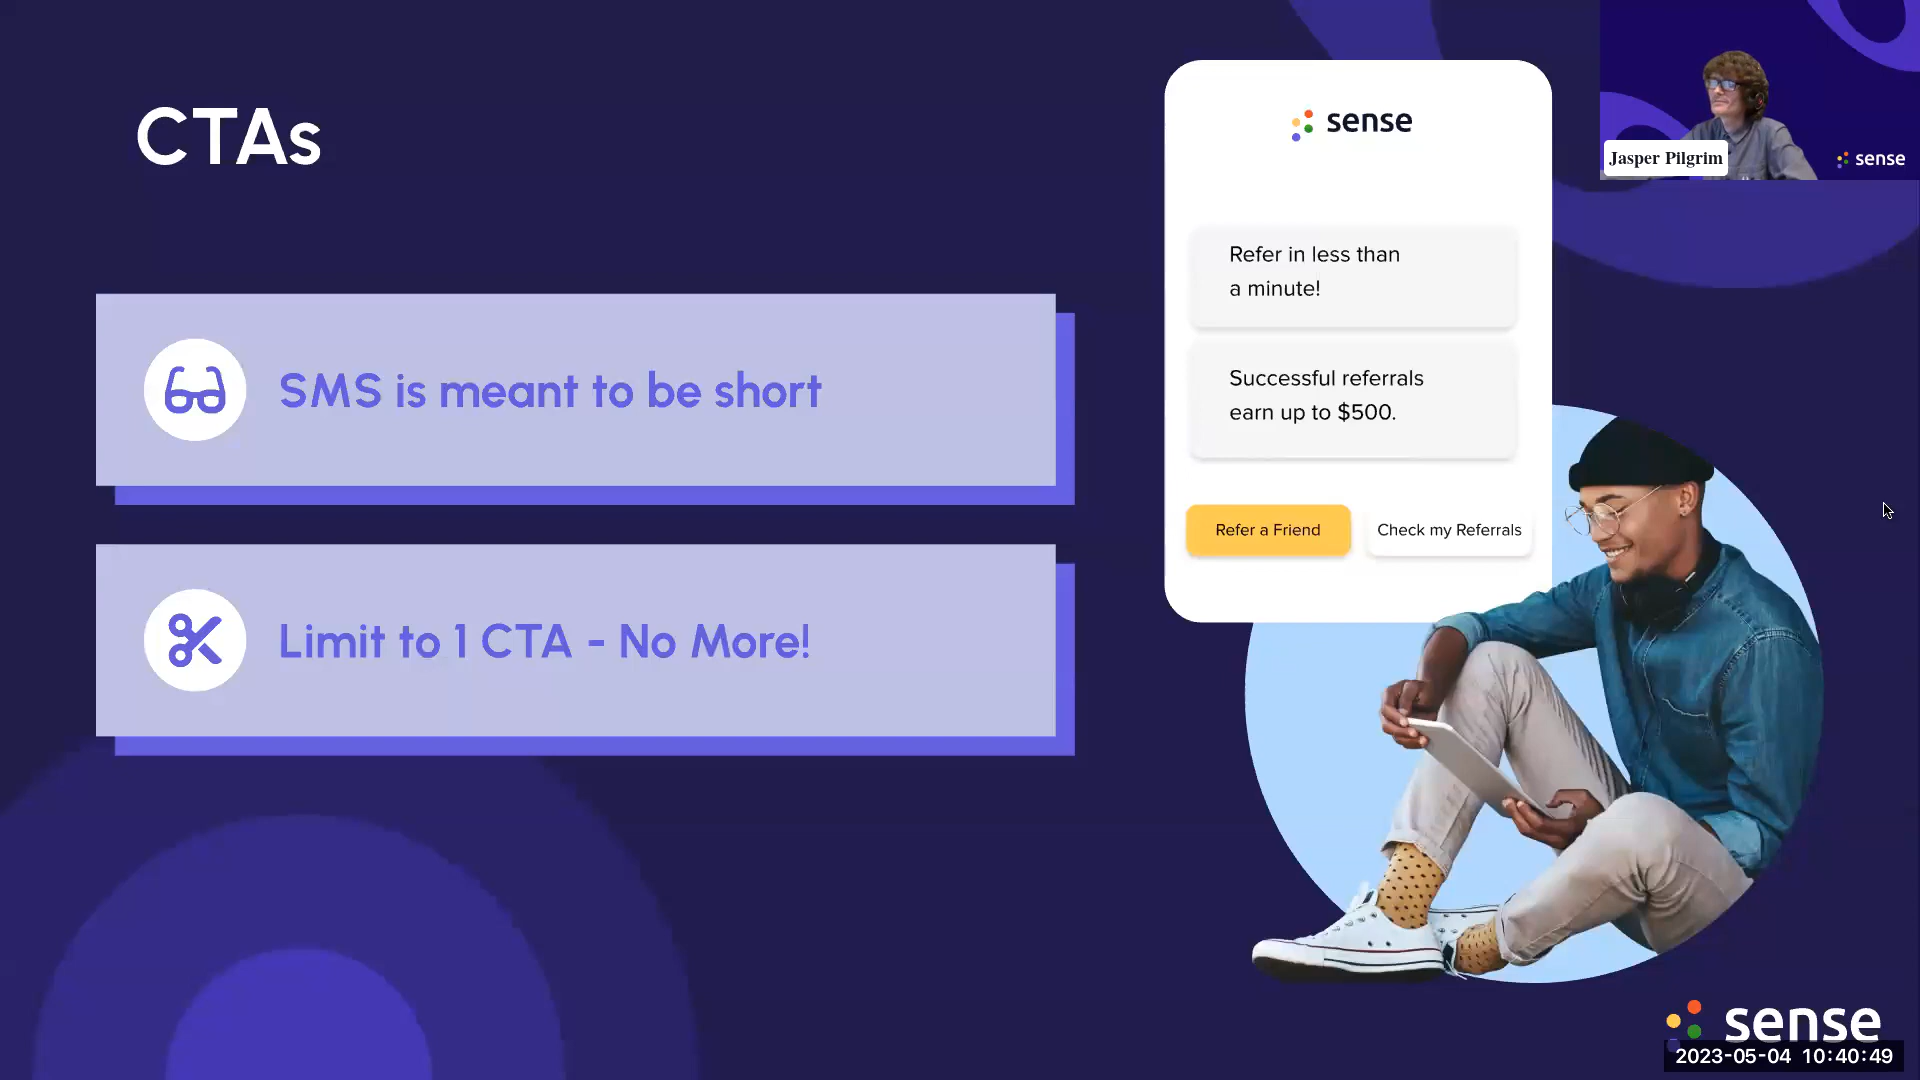 CTAs
SMS is meant to be short
Limit to 1 CTA - No More!
sense
Refer in less than
a minute!
Successful referrals
earn up to $500.
Refer a Friend
Check my Referrals
Jasper Pilgrim
sense
sense
2023-05-04 10:40:49